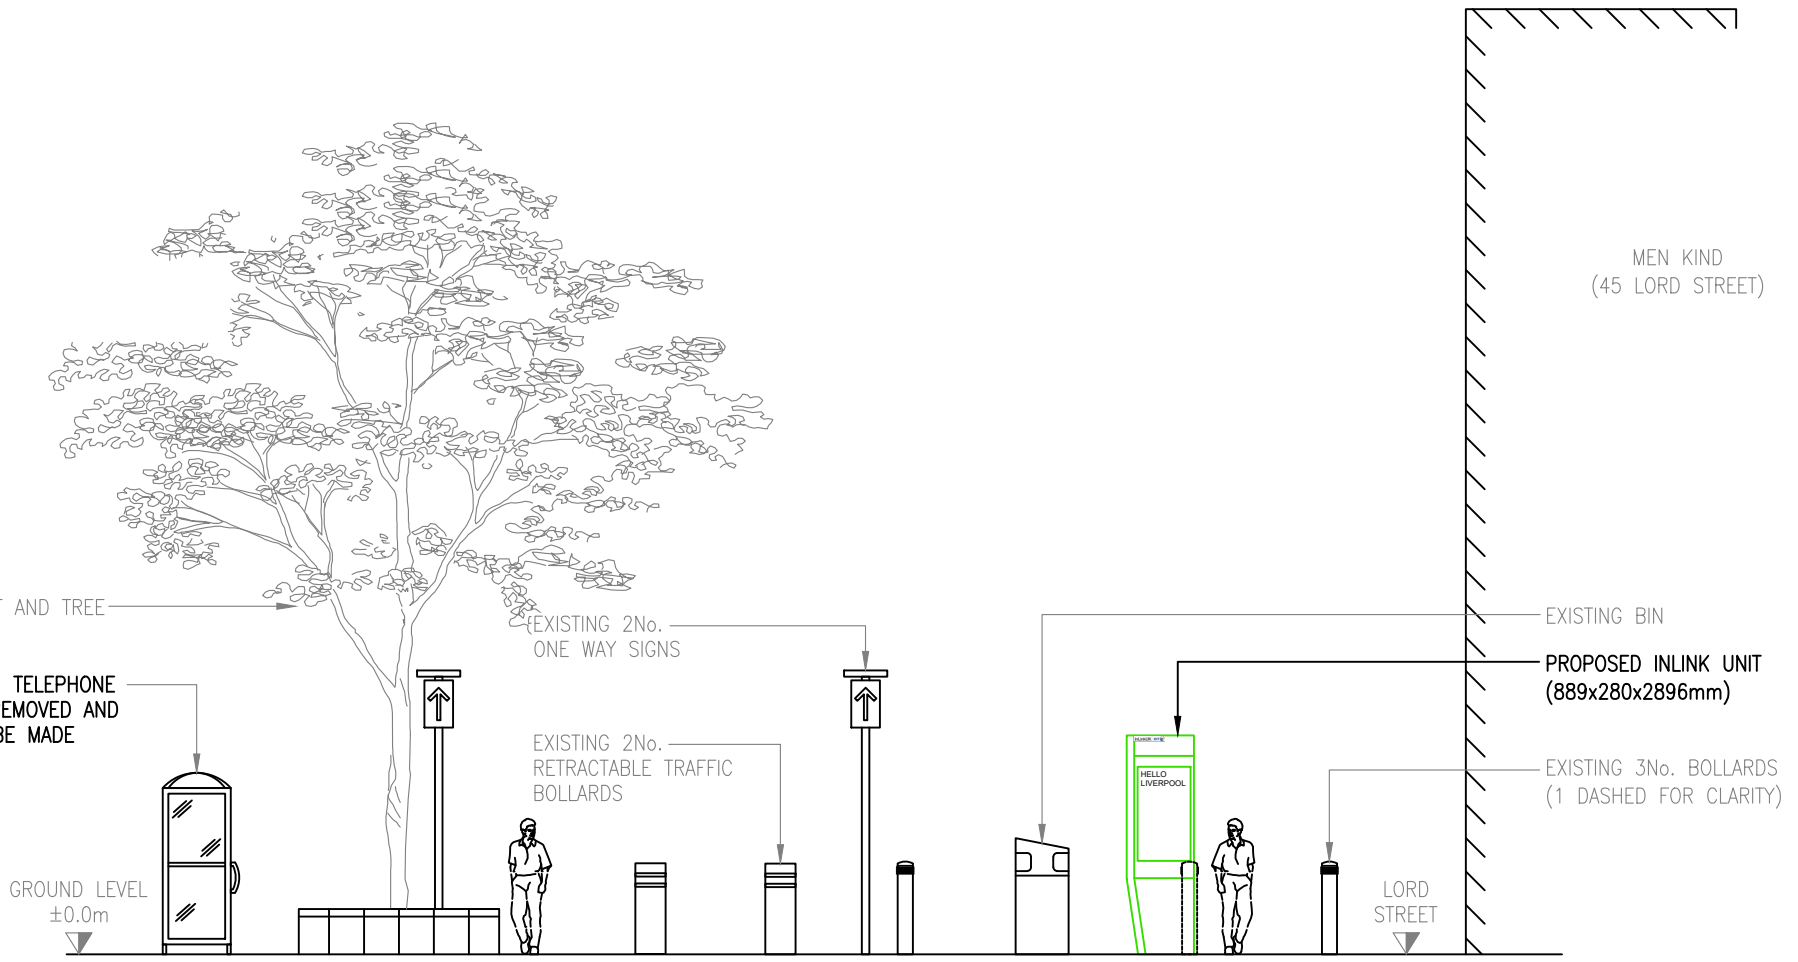 MEN KIND
(45 LORD STREET)
AND TREE
EXISTING 2No.
ONE WAY SIGNS
EXISTING BIN
TELEPHONE
REMOVED AND
BE MADE
PROPOSED INLINK UNIT
(889x280x2896mm)
EXISTING 2No.
RETRACTABLE TRAFFIC
BOLLARDS
HELLO
LIVERPOOL
EXISTING 3No. BOLLARDS
(1 DASHED FOR CLARITY)
GROUND LEVEL
±0.0m
LORD
STREET